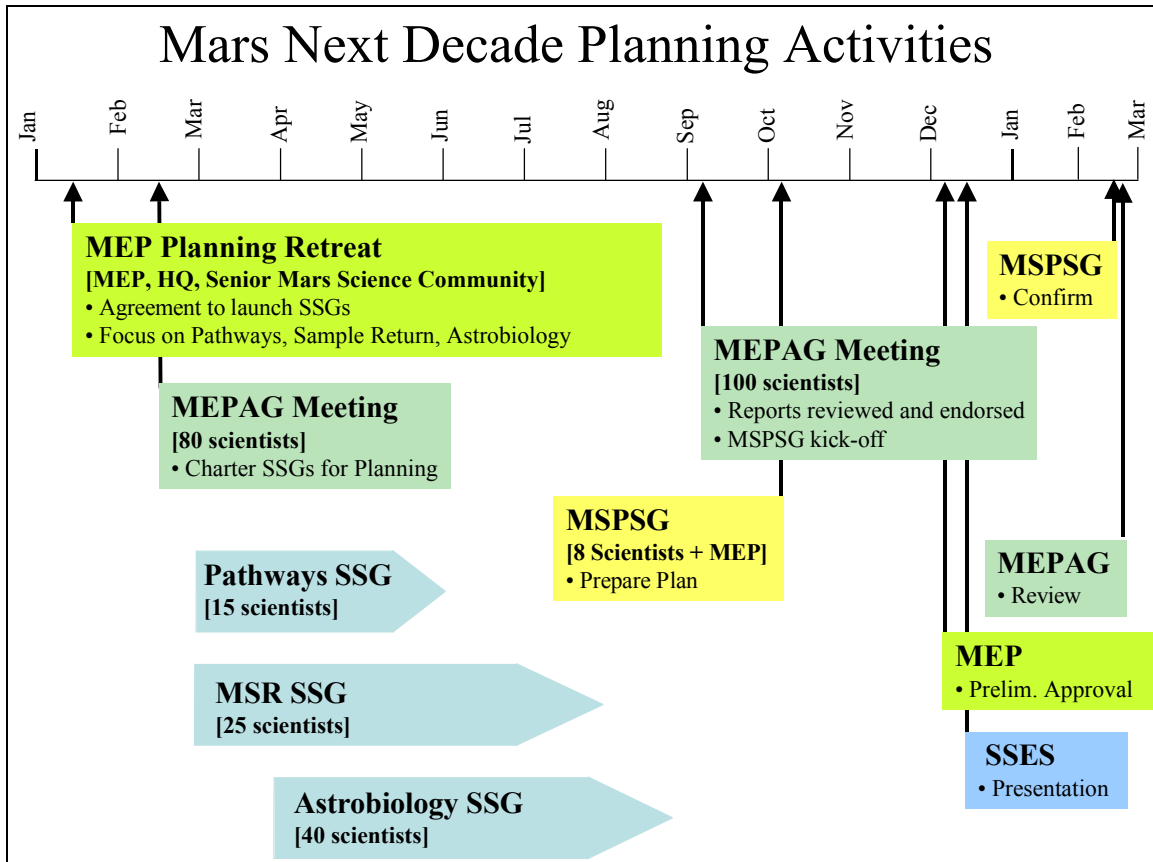 Mars Next Decade Planning Activities
Jan
Feb
Mar
Apr
May
Jun
Jul
Aug
Sep
Oct
Nov
Dec
Jan
Feb
Mar
MEP Planning Retreat
[MEP, HQ, Senior Mars Science Community]
• Agreement to launch SSGs
• Focus on Pathways, Sample Return, Astrobiology
MSPSG
• Confirm
MEPAG Meeting
[100 scientists]
• Reports reviewed and endorsed
• MSPSG kick-off
MEPAG Meeting
[80 scientists]
• Charter SSGs for Planning
MSPSG
[8 Scientists + MEP]
• Prepare Plan
Pathways SSG
[15 scientists]
MEPAG
• Review
MEP
• Prelim. Approval
MSR SSG
[25 scientists]
SSES
• Presentation
Astrobiology SSG
[40 scientists]